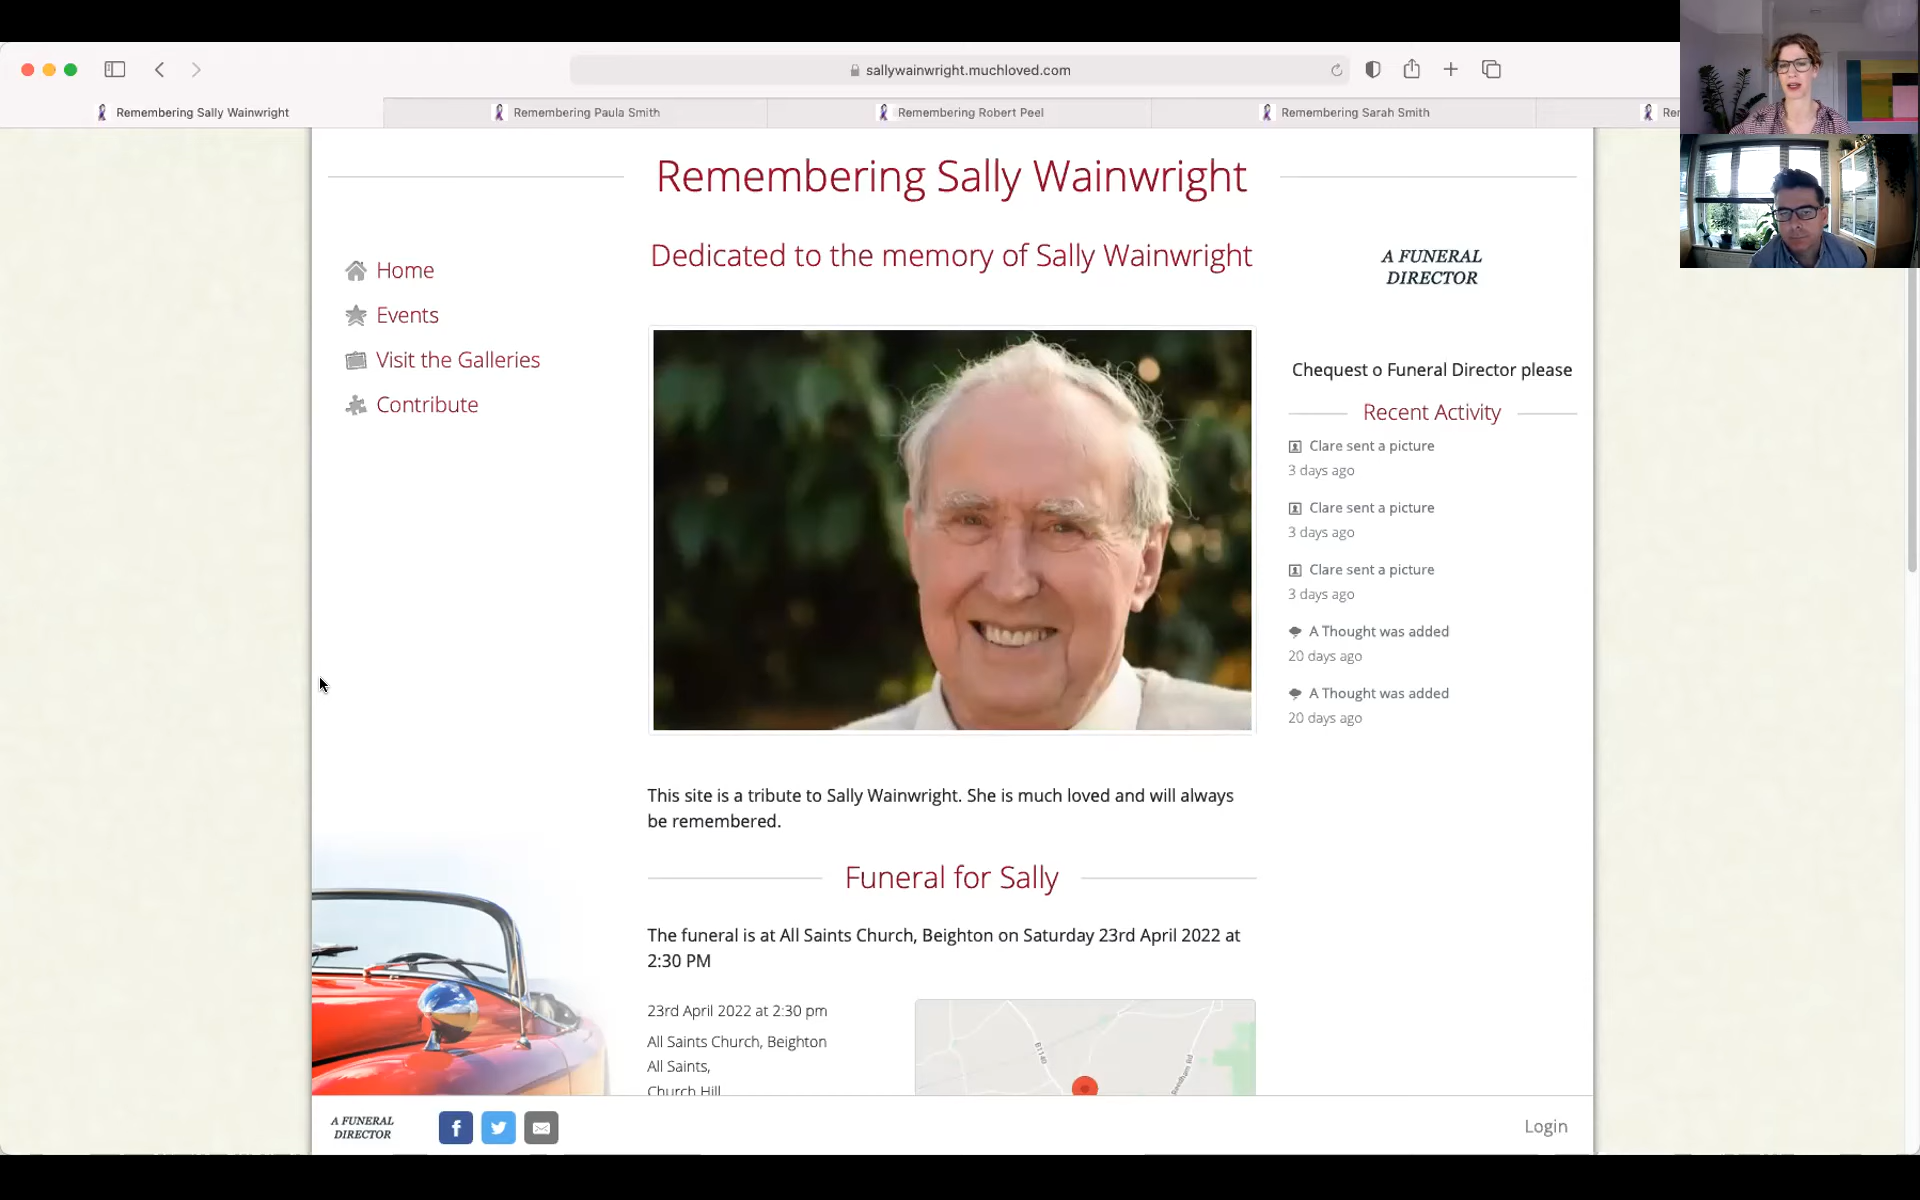 sallywainwright.muchloved.com
Remembering Sally Wainwright
Remembering Paula Smith
Remembering Robert Peel
Remembering Sarah Smith
Remembering Sally Wainwright
Home
Events
Visit the Galleries
Contribute
Dedicated to the memory of Sally Wainwright
This site is a tribute to Sally Wainwright. She is much loved and will always
be remembered.
Funeral for Sally
The funeral is at All Saints Church, Beighton on Saturday 23rd April 2022 at
2:30 PM
23rd April 2022 at 2:30 pm
All Saints Church, Beighton
All Saints,
Church Hill
B1140
Reedham Rd
A FUNERAL
DIRECTOR
Chequest o Funeral Director please
Recent Activity
Clare sent a picture
3 days ago
Clare sent a picture
3 days ago
Clare sent a picture
3 days ago
A Thought was added
20 days ago
A Thought was added
20 days ago
A FUNERAL
DIRECTOR
Login